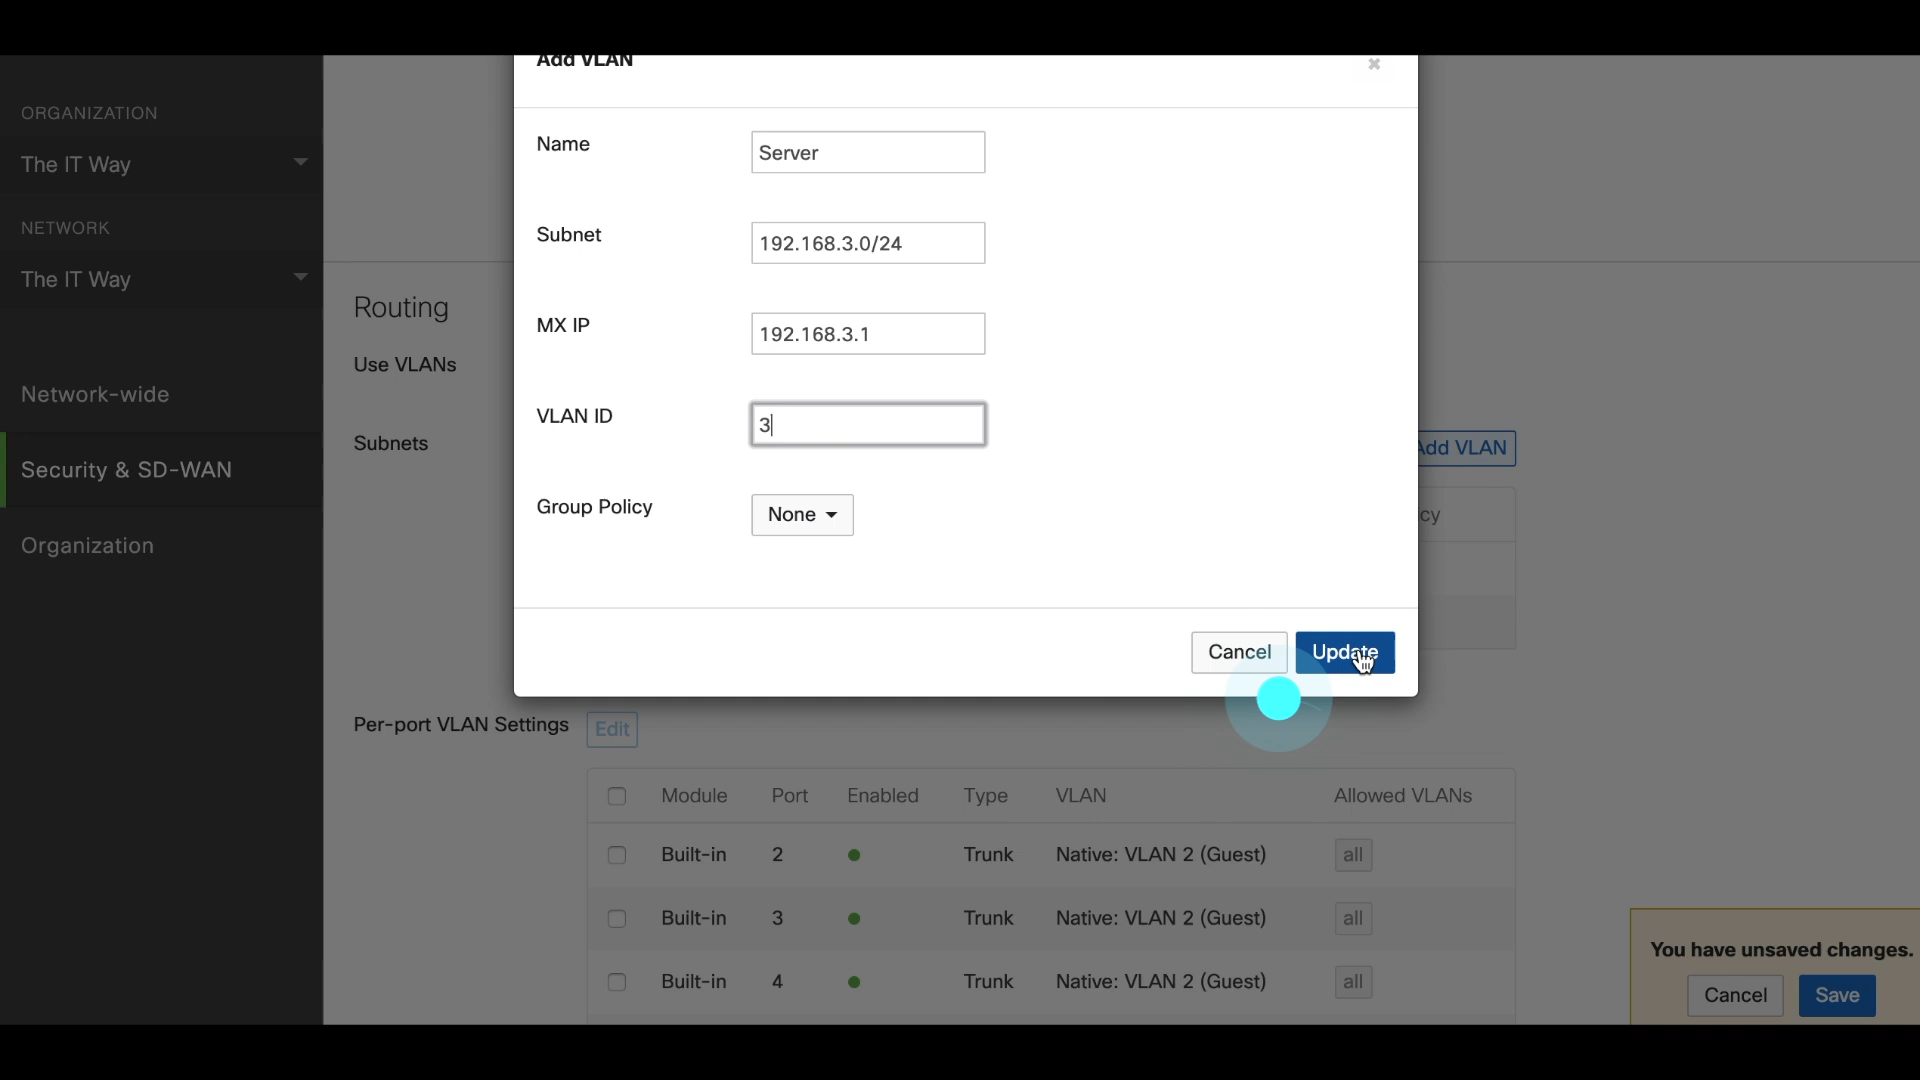 Add VLAN
ORGANIZATION
The IT Way
NETWORK
The IT Way
Network-wide
Security & SD-WAN
Organization
Name
Server
Subnet
192.168.3.0/24
MX IP
192.168.3.1
VLAN ID
3
Group Policy
None
Cancel
Update
Routing
Use VLANs
Subnets
Add VLAN
cy
Per-port VLAN Settings
Edit
Module Port Enabled Type VLAN Allowed VLANs
Built-in 2 Trunk Native: VLAN 2 (Guest) all
Built-in 3 Trunk Native: VLAN 2 (Guest) all
Built-in 4 Trunk Native: VLAN 2 (Guest) all
You have unsaved changes.
Cancel
Save